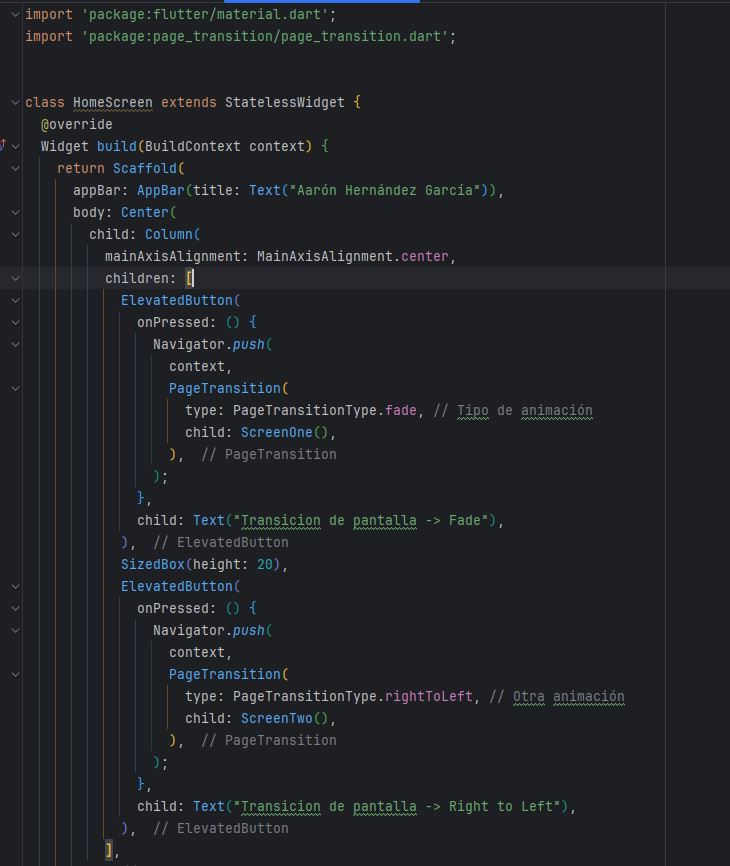 import 'package:flutter/material.dart';
import 'package:page_transition/page_transition.dart';
class HomeScreen extends StatelessWidget {
@override
Widget build(BuildContext context) {
return Scaffold(
appBar: AppBar(title: Text("Aarón Hernández García")),
body: Center(
child: Column(
mainAxisAlignment: MainAxisAlignment.center,
children: [
ElevatedButton(
onPressed: () {
Navigator.push(
context,
PageTransition(
type: PageTransitionType.fade, // Tipo de animación
child: ScreenOne(),
), // PageTransition
);
},
child: Text("Transicion de pantalla -> Fade"),
), // ElevatedButton
SizedBox(height: 20),
ElevatedButton(
onPressed: () {
Navigator.push(
context,
PageTransition(
type: PageTransitionType.rightToLeft, // Otra animación
child: ScreenTwo(),
), // PageTransition
);
},
child: Text("Transicion de pantalla -> Right to Left"),
), // ElevatedButton
],